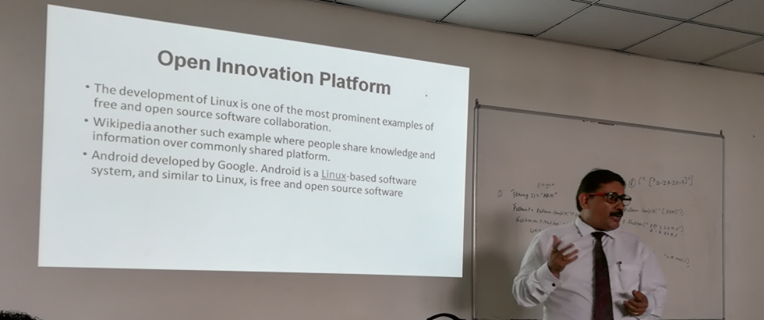 Open Innovation Platform
• The development of Linux is one of the most prominent examples of
free and open source software collaboration.
• Wikipedia another such example where people share knowledge and
information over commonly shared platform.
• Android developed by Google. Android is a Linux-based software
system, and similar to Linux, is free and open source software